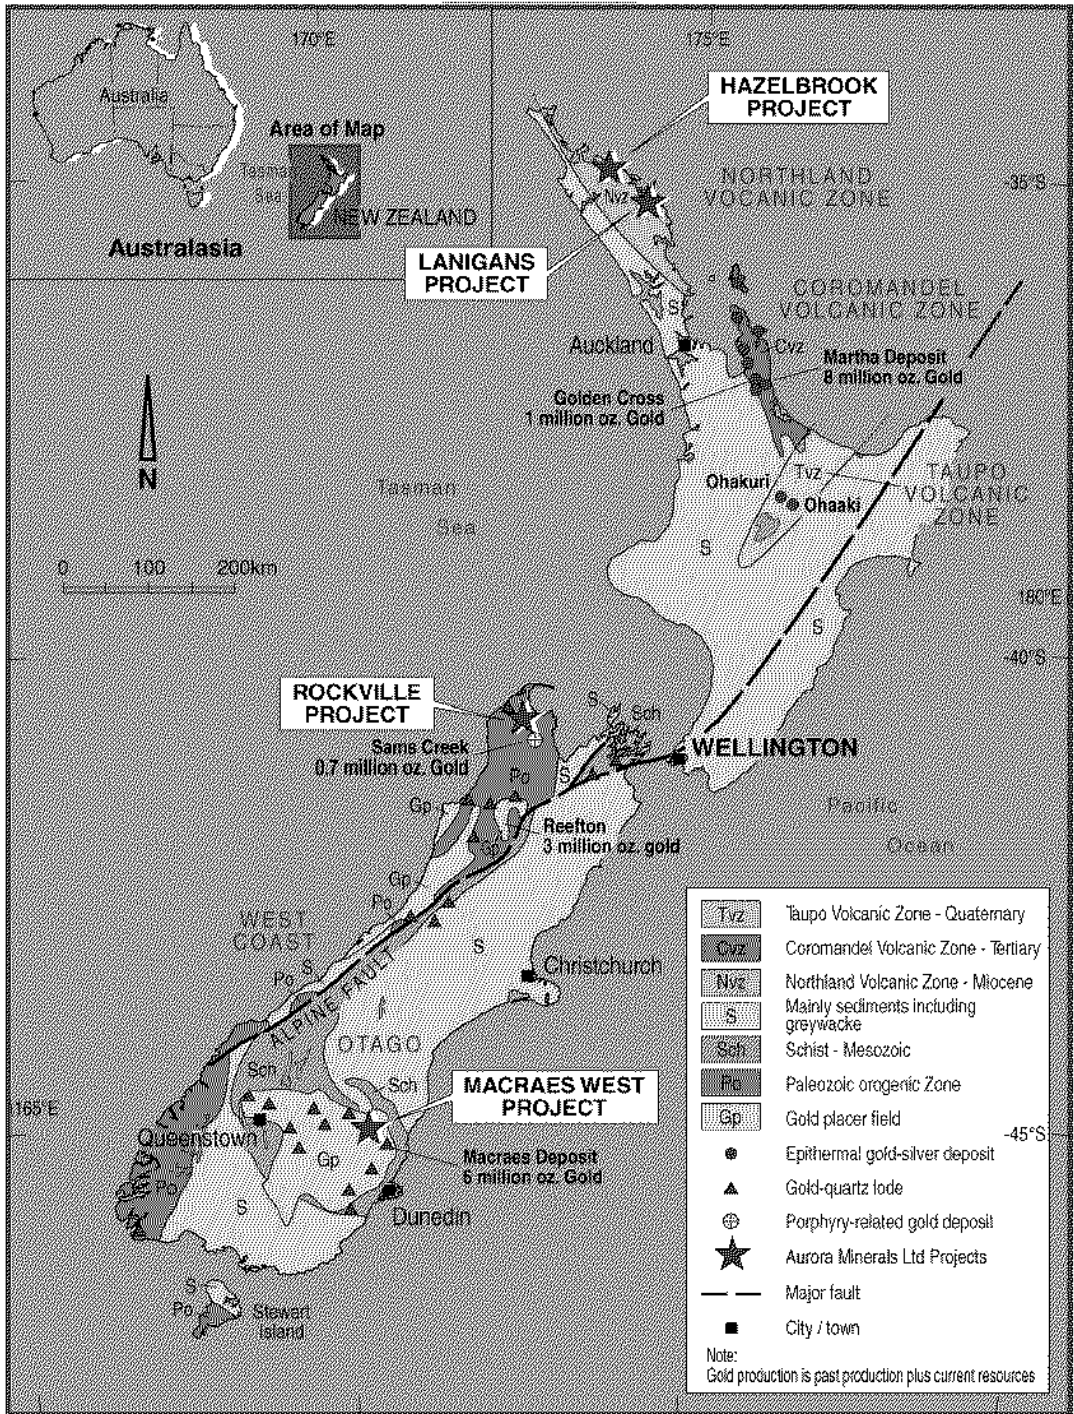 170°E
175°E
Australia
Area of Map
Tasman
Sea
NEW ZEALAND
Australasia
HAZELBROOK
PROJECT
NORTHLAND
VOLCANIC ZONE
-35°S
Nvz
LANIGANS
PROJECT
COROMANDEL
VOLCANIC ZONE
S
Auckland
Cvz
Martha Deposit
8 million oz. Gold
Golden Cross
1 million oz. Gold
N
Tasman
Sea
Ohakuri
Tvz
Ohaaki
TAUPO
VOLCANIC
ZONE
S
0 100 200km
180°E
S
-40°S
ROCKVILLE
PROJECT
S
Sch
Sams Creek
0.7 million oz. Gold
WELLINGTON
Po
S
Gp
Pacific
Ocean
Reefton
3 million oz. gold
Gp
Gp
Po
WEST
COAST
S
S
Po
Christchurch
ALPINE FAULT
OTAGO
Sch
Sch
MACRAES WEST
PROJECT
165°E
Queenstown
Gp
-45°S
Macraes Deposit
6 million oz. Gold
Po
S
Dunedin
S
Po
Stewart
Island
Tvz Taupo Volcanic Zone - Quaternary
Cvz Coromandel Volcanic Zone - Tertiary
Nvz Northland Volcanic Zone - Miocene
S Mainly sediments including
greywacke
Sch Schist - Mesozoic
Po Paleozoic orogenic Zone
Gp Gold placer field
Epithermal gold-silver deposit
Gold-quartz lode
Porphyry-related gold deposit
Aurora Minerals Ltd Projects
Major fault
City / town
Note:
Gold production is past production plus current resources